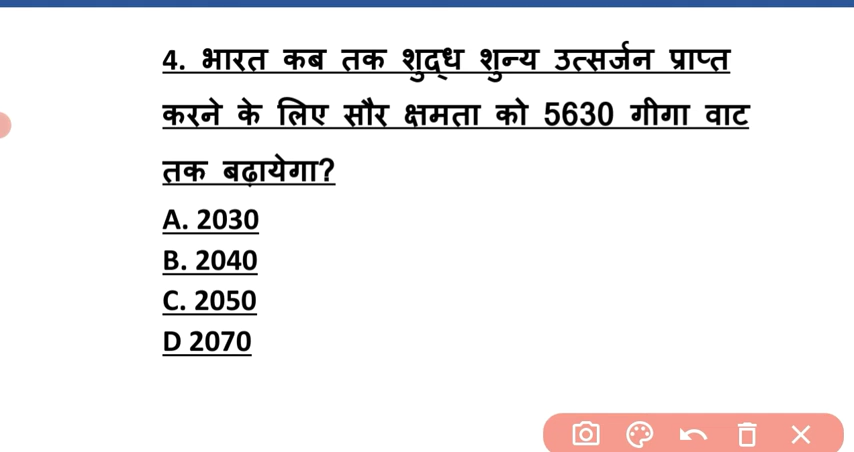 4. भारत कब तक शुद्ध शुन्य उत्सर्जन प्राप्त
करने के लिए सौर क्षमता को 5630 गीगा वाट
तक बढ़ायेगा?
A. 2030
B. 2040
C. 2050
D 2070